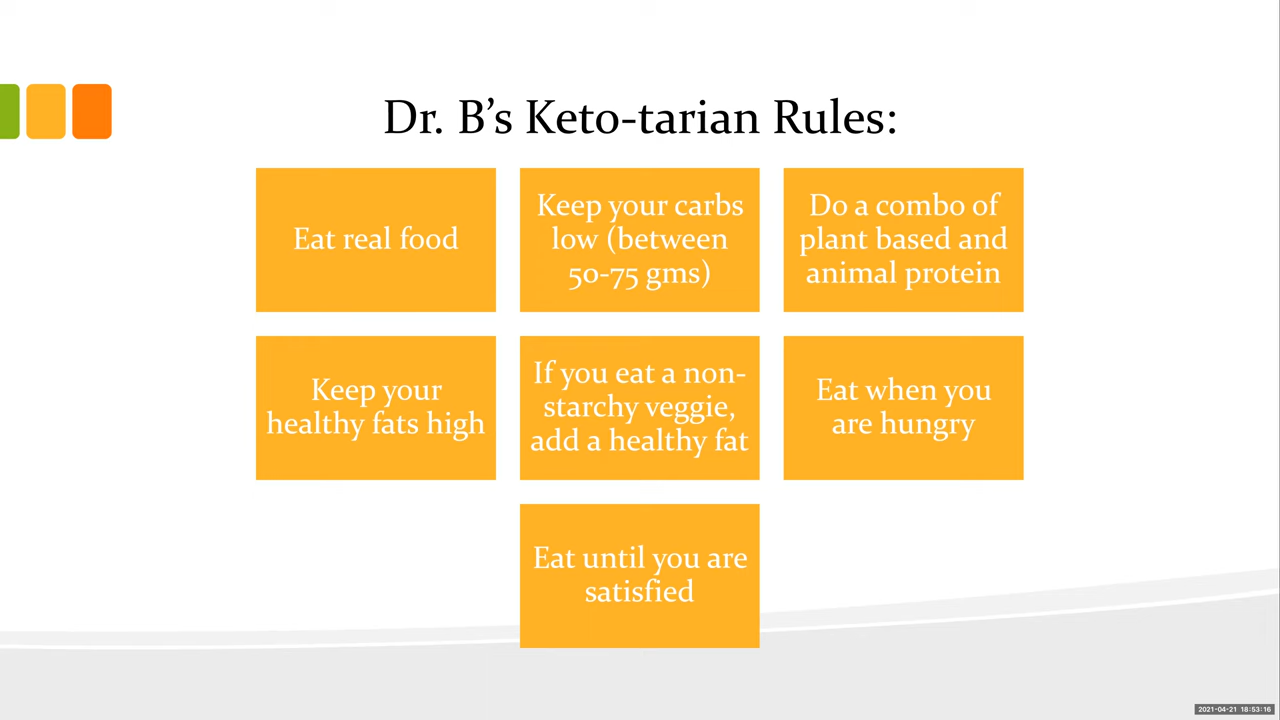 Dr. B’s Keto-tarian Rules:
Eat real food
Keep your carbs
low (between
50-75 gms)
Do a combo of
plant based and
animal protein
Keep your
healthy fats high
If you eat a non-
starchy veggie,
add a healthy fat
Eat when you
are hungry
Eat until you are
satisfied
2021-04-21 18:53:16